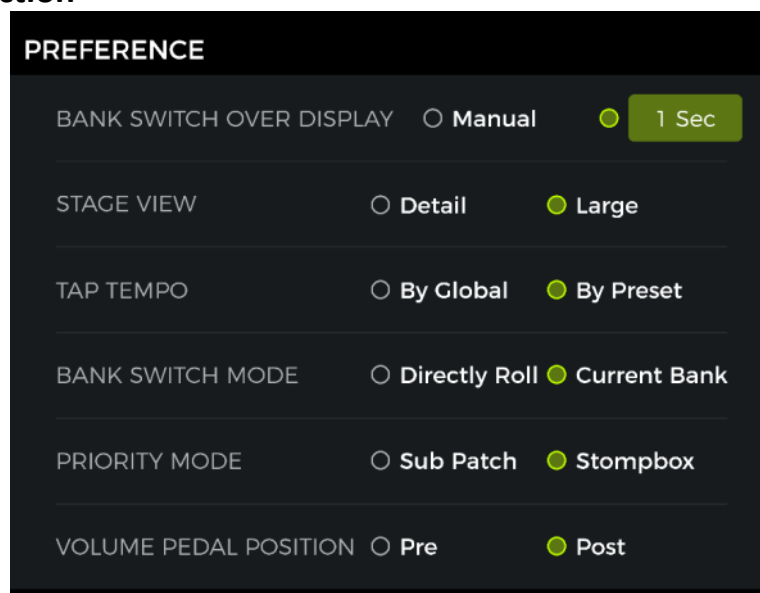 PREFERENCE
BANK SWITCH OVER DISPLAY Manual 1 Sec
STAGE VIEW Detail Large
TAP TEMPO By Global By Preset
BANK SWITCH MODE Directly Roll Current Bank
PRIORITY MODE Sub Patch Stompbox
VOLUME PEDAL POSITION Pre Post